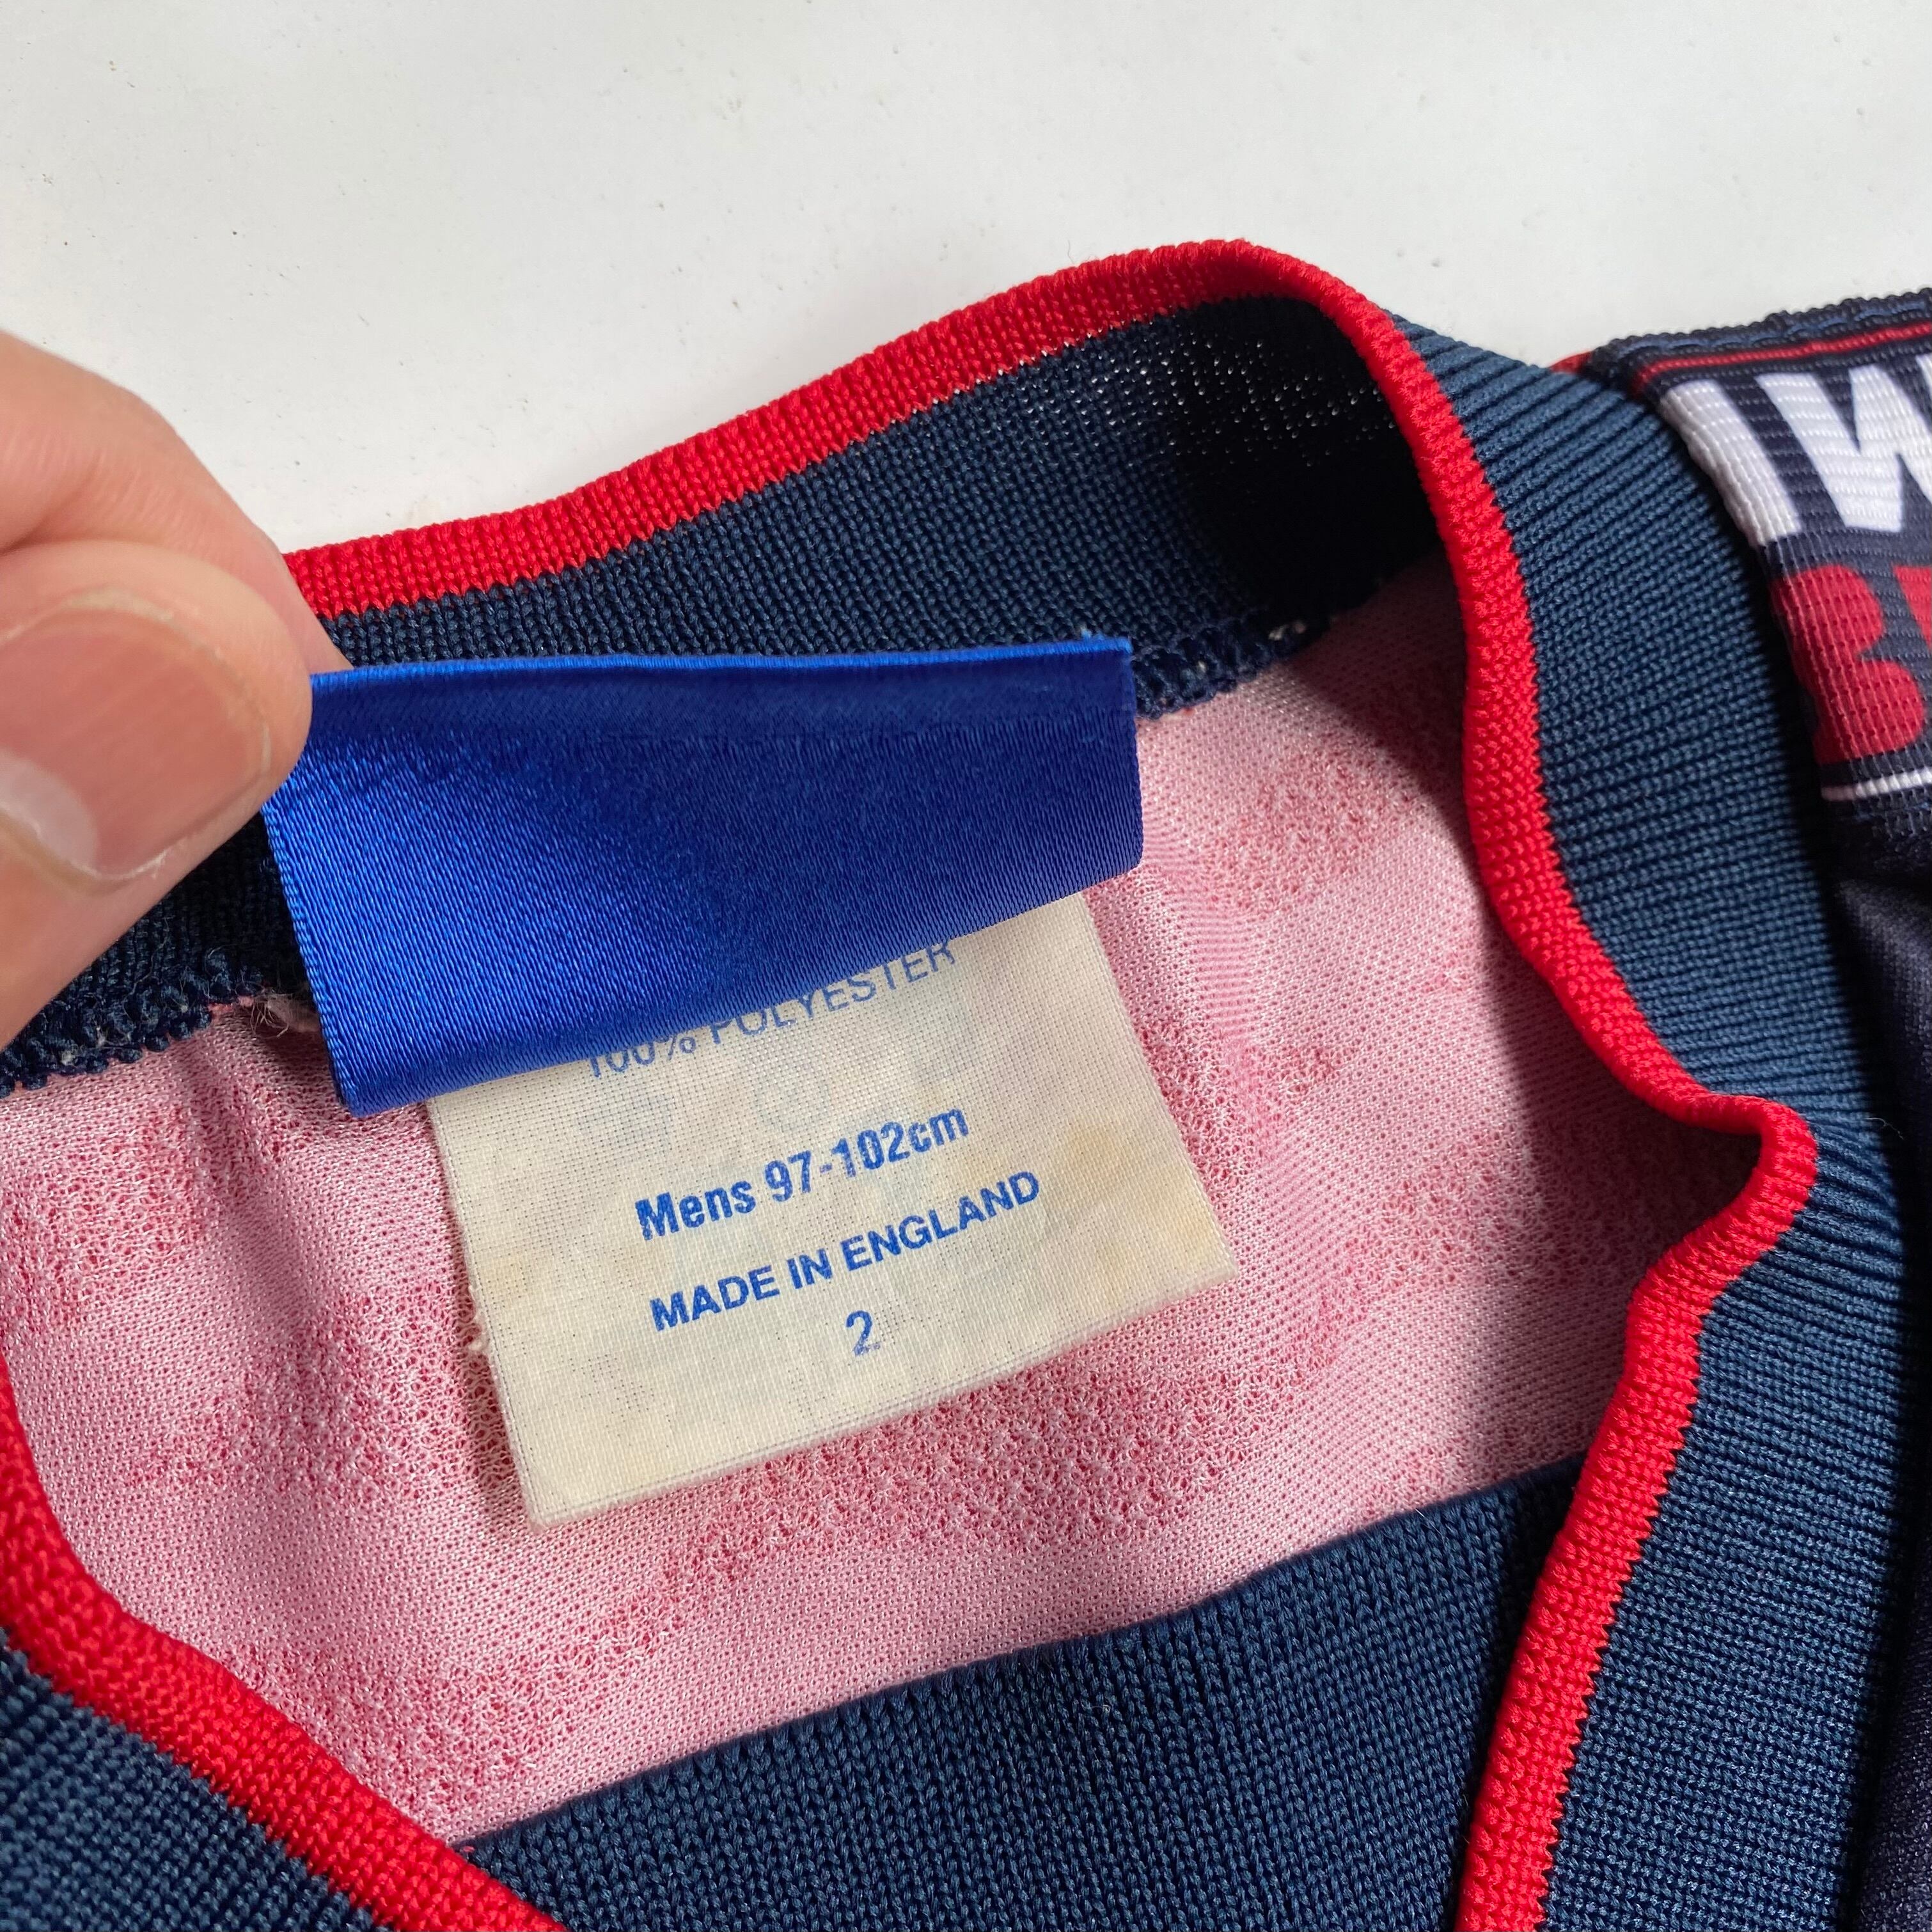 100% POLYESTER
Mens 97-102cm
MADE IN ENGLAND
2